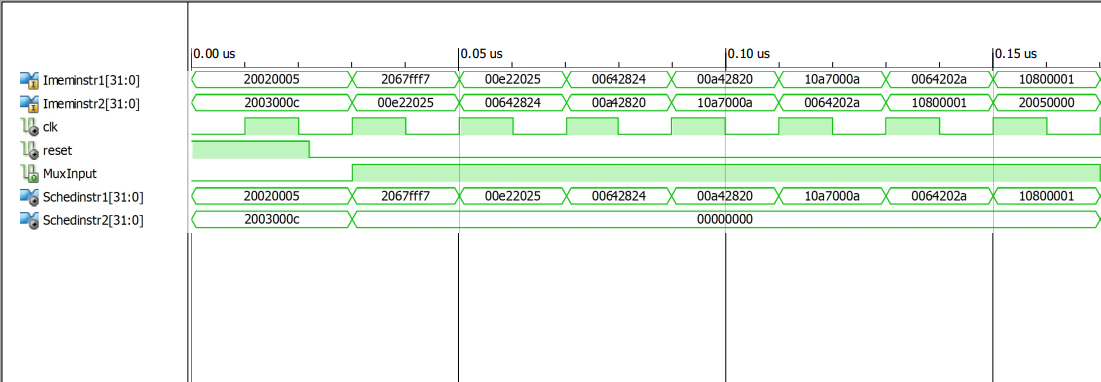 0.00 us 0.05 us 0.10 us 0.15 us
Imeminstr1[31:0] 20020005 2067fff7 00e22025 00642824 00a42820 10a7000a 0064202a 10800001
Imeminstr2[31:0] 2003000c 00e22025 00642824 00a42820 10a7000a 0064202a 10800001 20050000
clk
reset
MuxInput
Schedinstr1[31:0] 20020005 2067fff7 00e22025 00642824 00a42820 10a7000a 0064202a 10800001
Schedinstr2[31:0] 2003000c 00000000